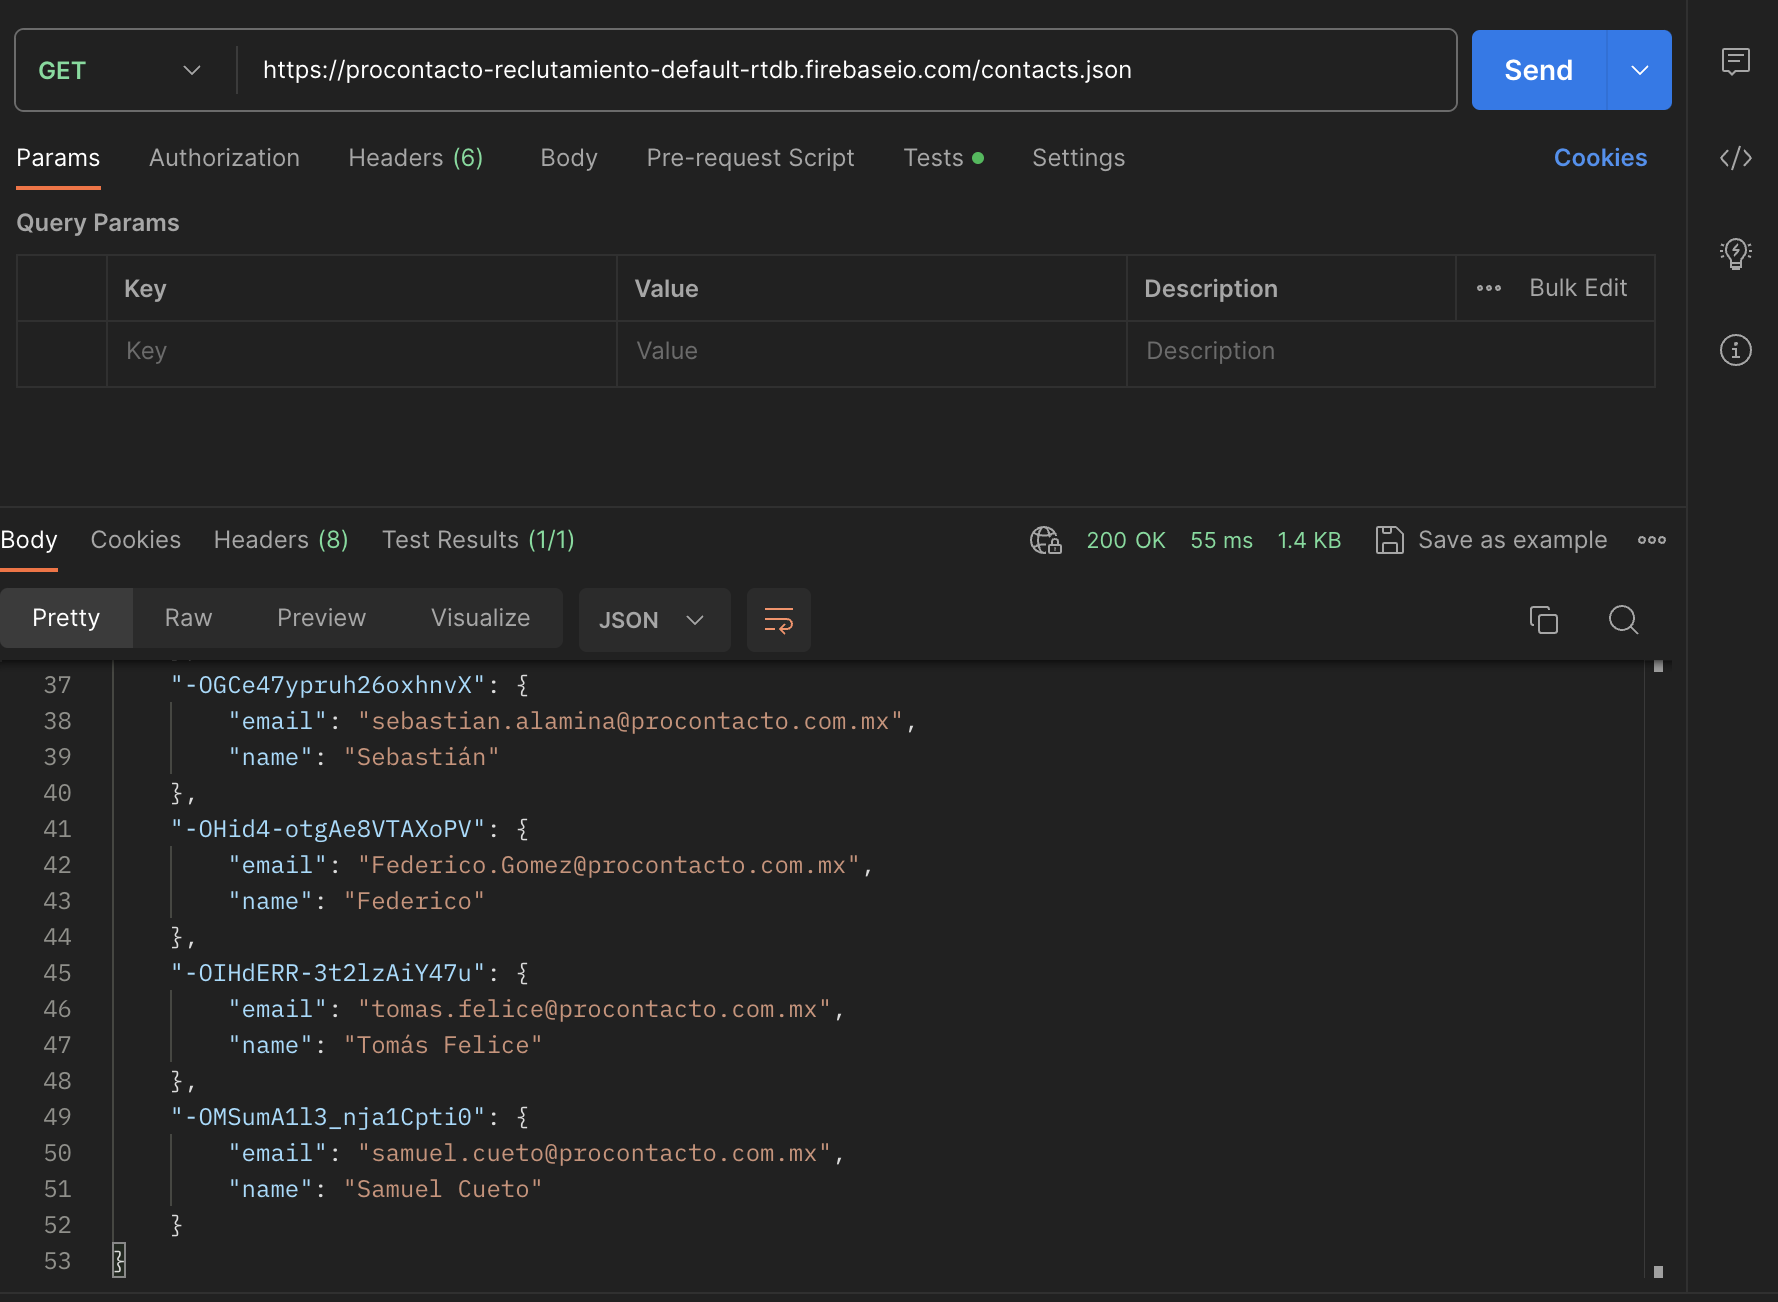 GET https://procontacto-reclutamiento-default-rtdb.firebaseio.com/contacts.json Send
Params Authorization Headers (6) Body Pre-request Script Tests Settings Cookies
Query Params
Key Value Description Bulk Edit
Key Value Description
Body Cookies Headers (8) Test Results (1/1) 200 OK 55 ms 1.4 KB Save as example
Pretty Raw Preview Visualize JSON
37 "-OGCe47ypruh26oxhnvX": {
38 "email": "sebastian.alamina@procontacto.com.mx",
39 "name": "Sebastián"
40 },
41 "-OHid4-otgAe8VTAXoPV": {
42 "email": "Federico.Gomez@procontacto.com.mx",
43 "name": "Federico"
44 },
45 "-OIHdERR-3t2lzAiY47u": {
46 "email": "tomas.felice@procontacto.com.mx",
47 "name": "Tomás Felice"
48 },
49 "-OMSumA1l3_nja1Cpti0": {
50 "email": "samuel.cueto@procontacto.com.mx",
51 "name": "Samuel Cueto"
52 }
53 }